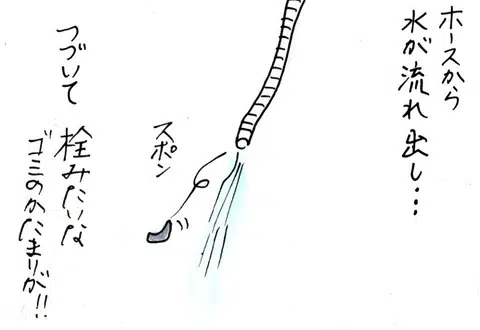 ホースから
水が流れ出し…
スポン
つづいて
栓みたいな
ゴミのかたまりが!!